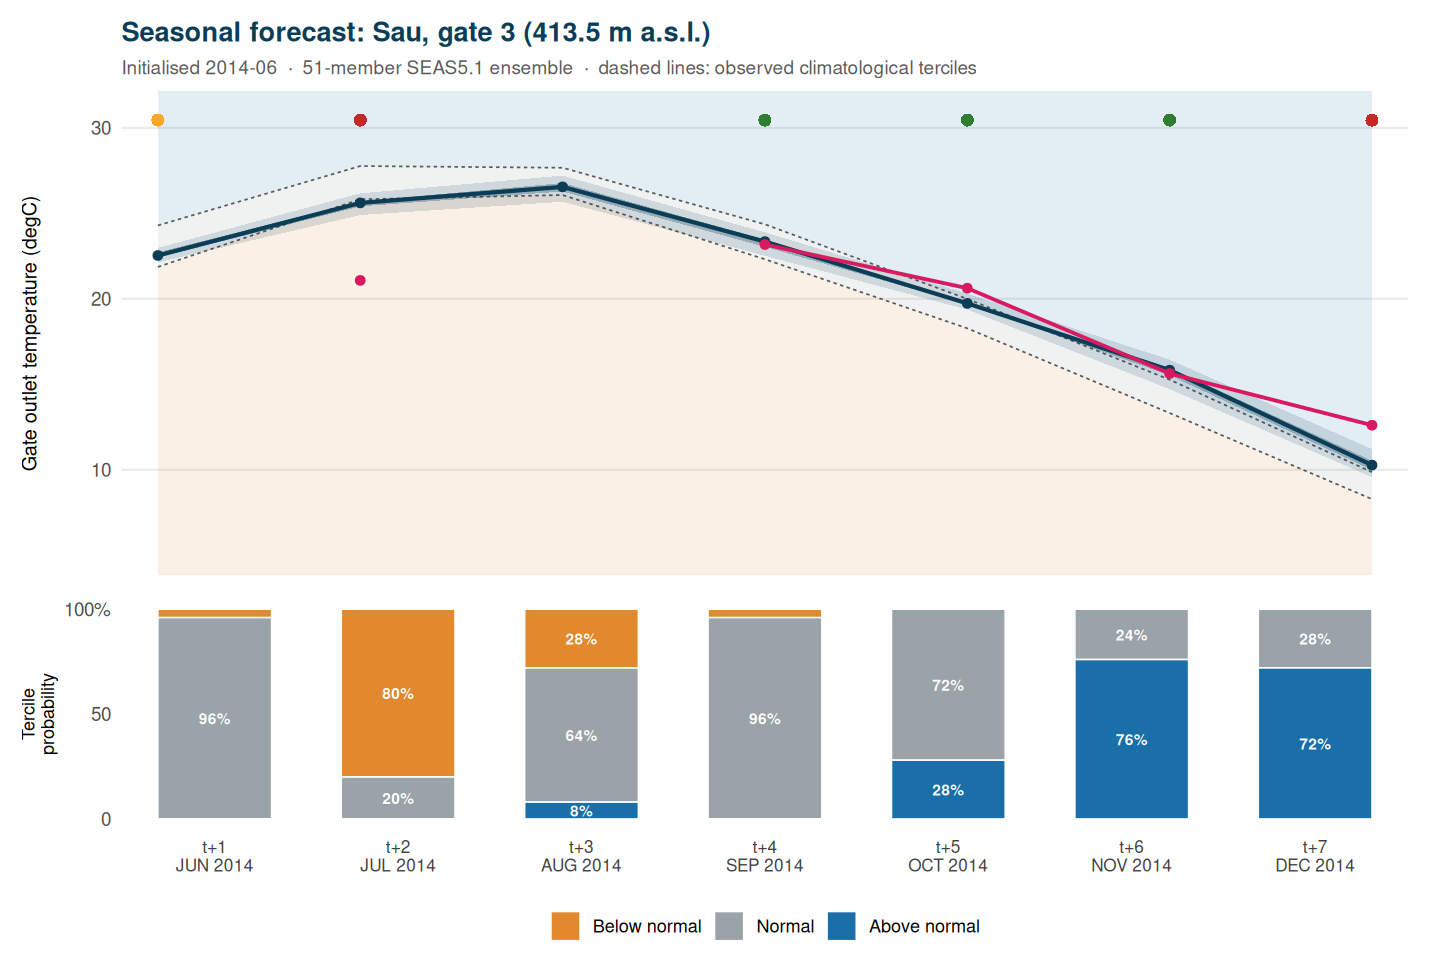 Seasonal forecast: Sau, gate 3 (413.5 m a.s.l.)
Initialised 2014-06 · 51-member SEAS5.1 ensemble · dashed lines: observed climatological terciles
Gate outlet temperature (degC)
30
20
10
Tercile
probability
100%
50
0
96%
80%
20%
28%
64%
8%
96%
72%
28%
24%
76%
28%
72%
t+1
JUN 2014
t+2
JUL 2014
t+3
AUG 2014
t+4
SEP 2014
t+5
OCT 2014
t+6
NOV 2014
t+7
DEC 2014
Below normal
Normal
Above normal